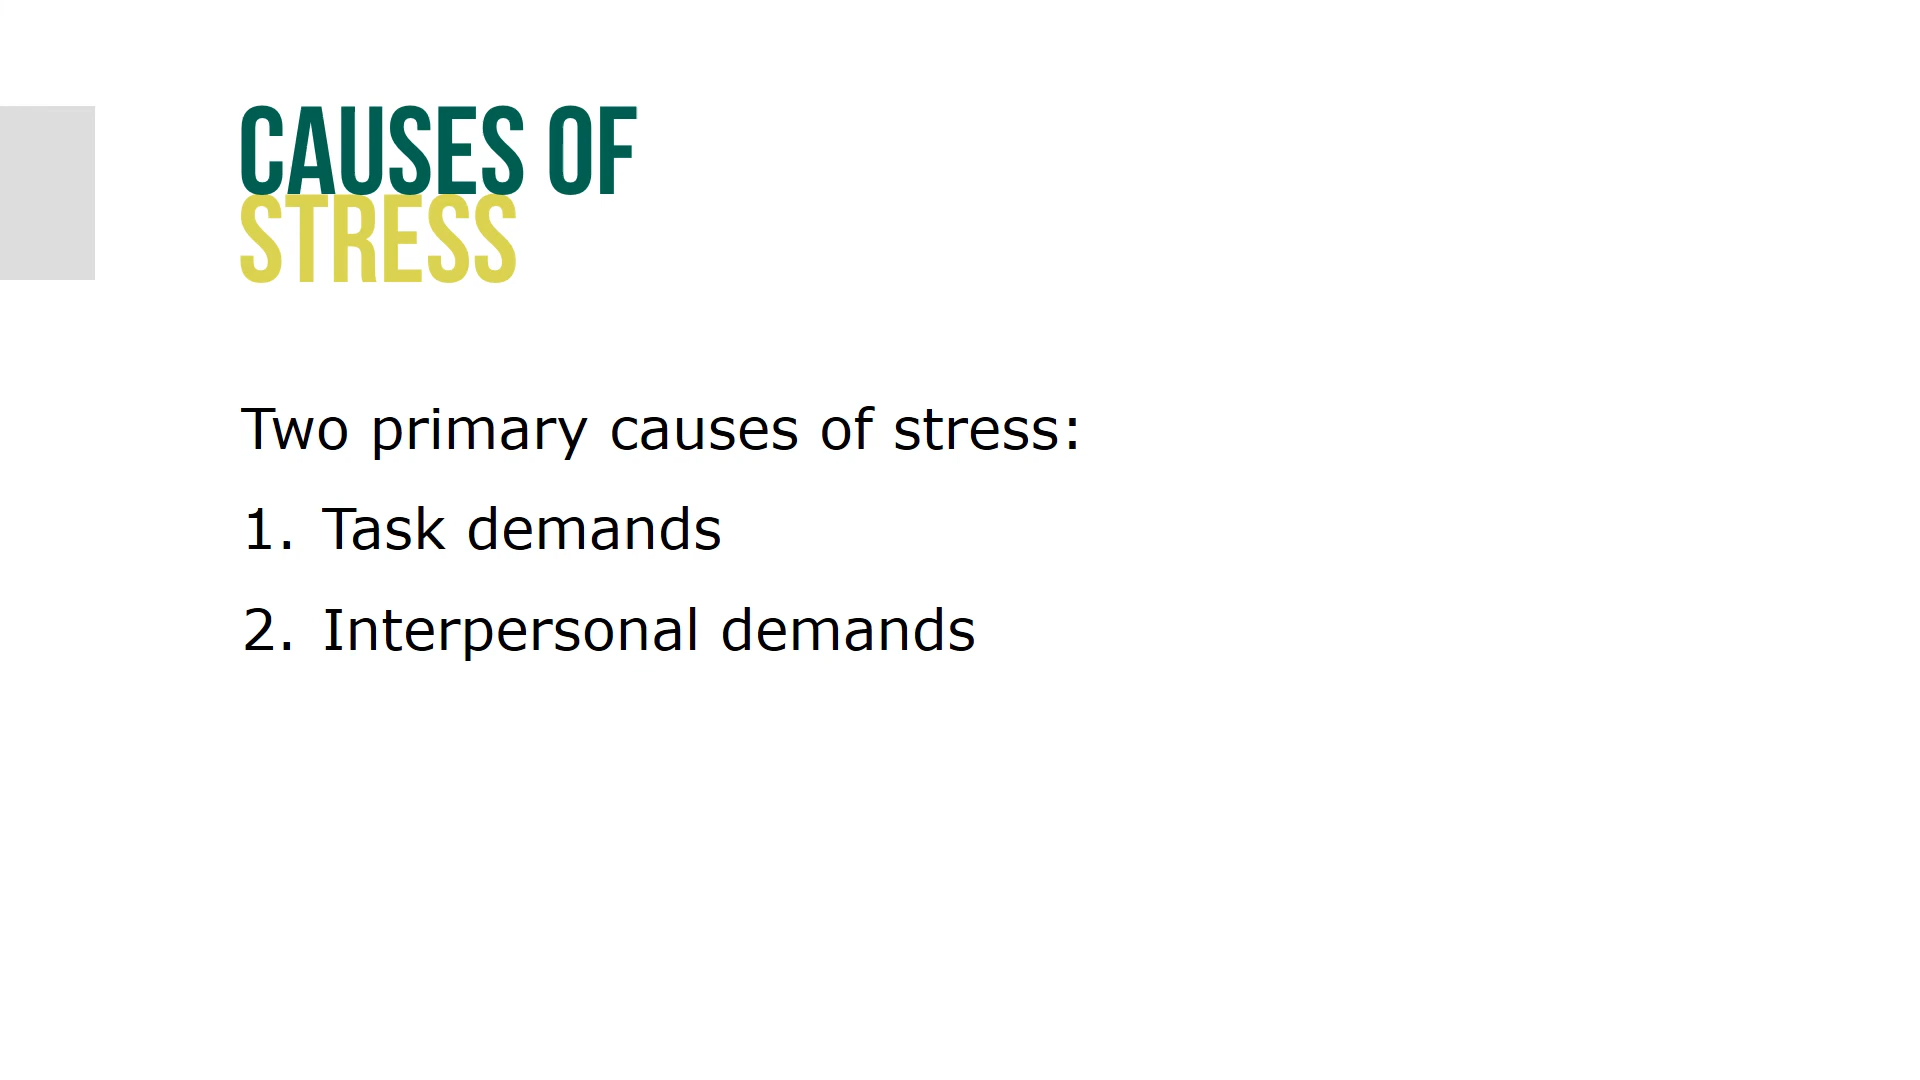 CAUSES OF
STRESS
Two primary causes of stress:
1. Task demands
2. Interpersonal demands